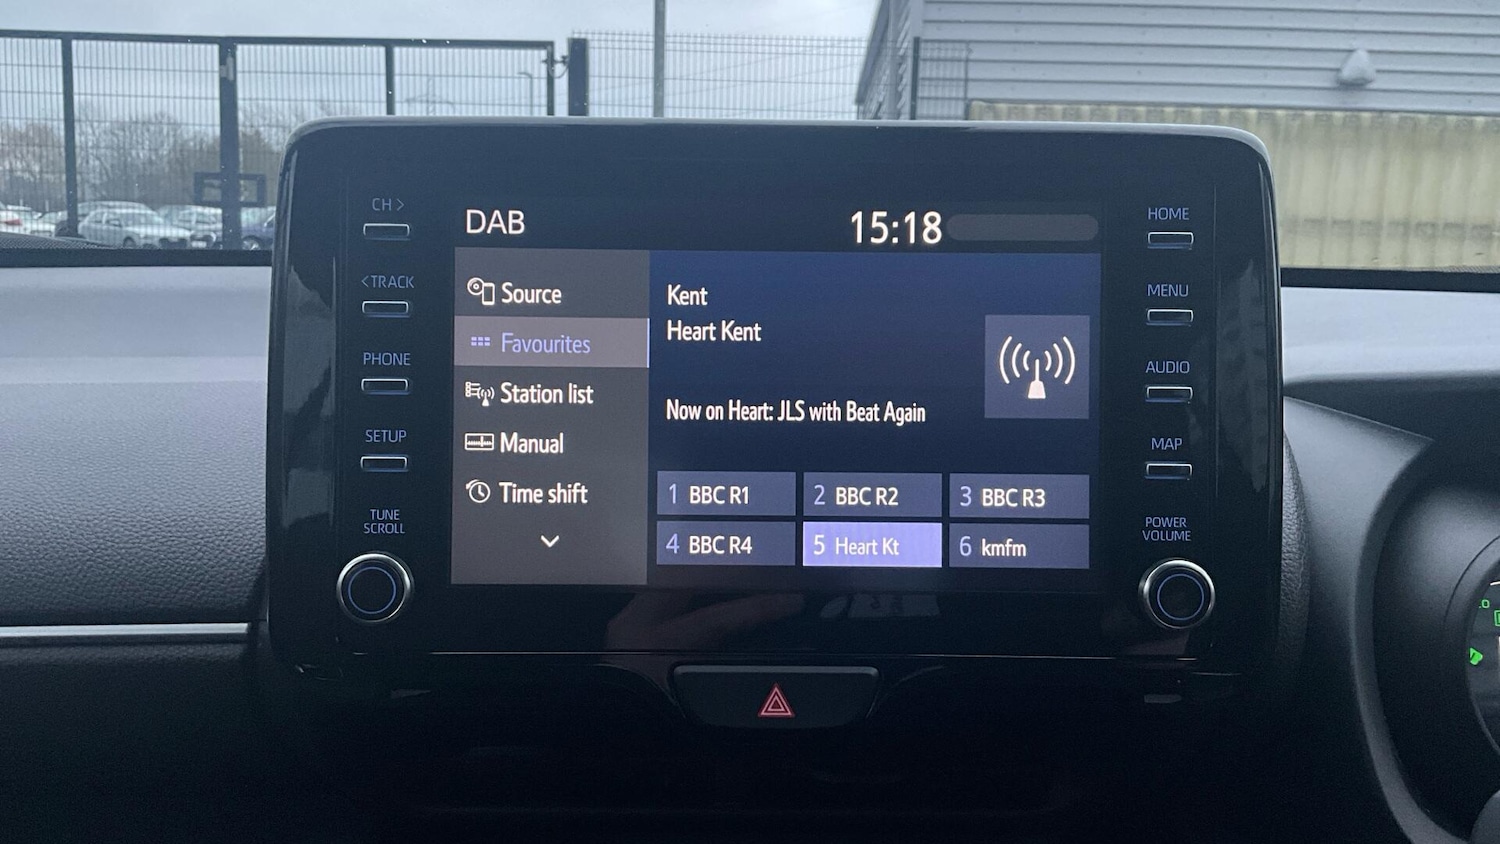 CH >
< TRACK
PHONE
SETUP
TUNE
SCROLL
DAB
15:18
Source
Favourites
Station list
Manual
Time shift
Kent
Heart Kent
Now on Heart: JLS with Beat Again
1 BBC R1
2 BBC R2
3 BBC R3
4 BBC R4
5 Heart Kt
6 kmfm
HOME
MENU
AUDIO
MAP
POWER
VOLUME